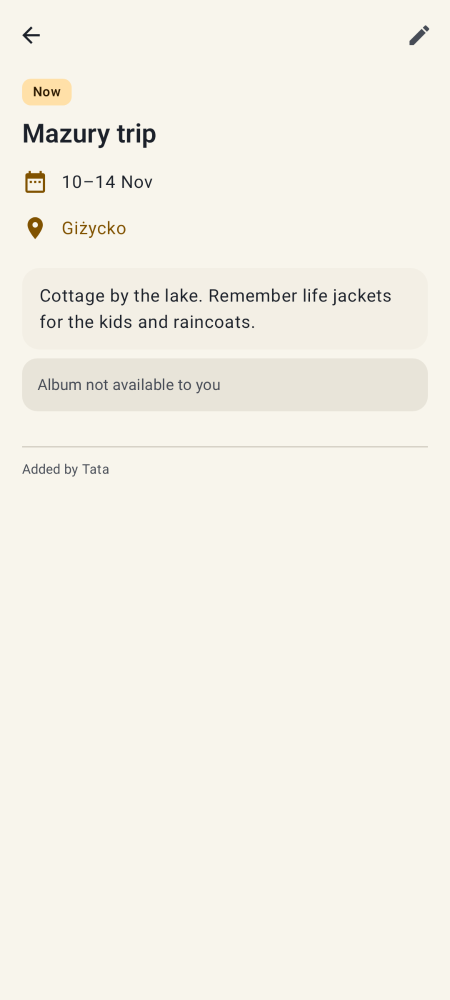 Now
Mazury trip
10–14 Nov
Giżycko
Cottage by the lake. Remember life jackets
for the kids and raincoats.
Album not available to you
Added by Tata